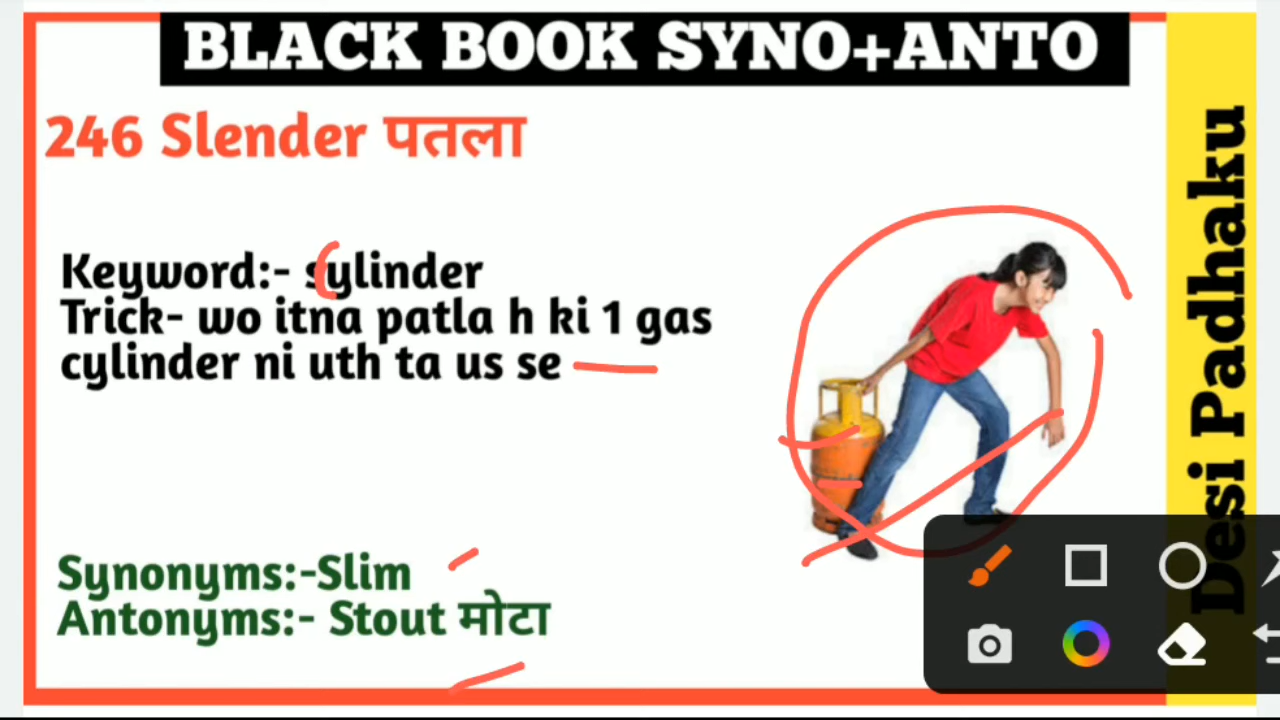 BLACK BOOK SYNO+ANTO
246 Slender पतला
Keyword:- sylinder
Trick- wo itna patla h ki 1 gas
cylinder ni uth ta us se
Synonyms:-Slim
Antonyms:- Stout मोटा
Desi Padhaku